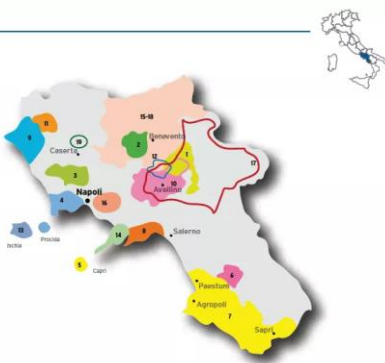 11
15-18
9
19
2
Benevento
Caserta
12
1
17
3
10
Avellino
Napoli
4
16
13
Procida
Ischia
14
8
Salerno
5
Capri
6
Paestum
Agropoli
7
Sapri